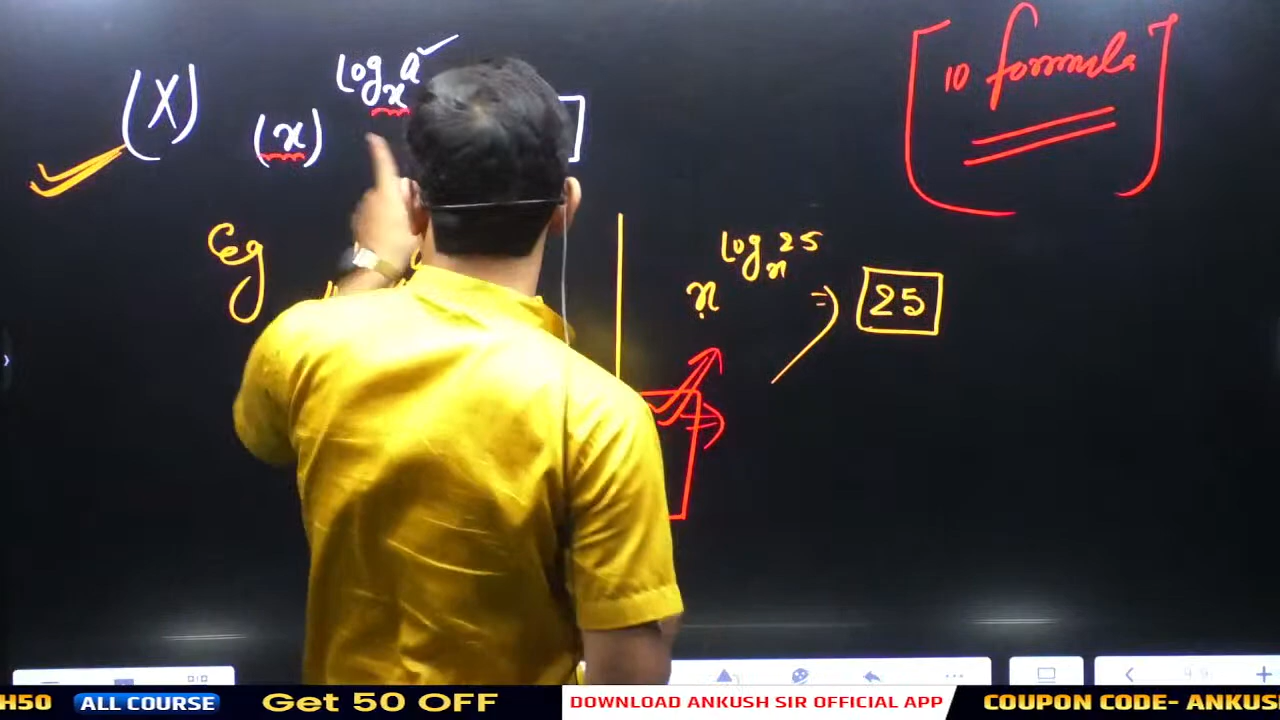 (X) (x)^log_x a ]
[10 formula]
Eg
x^log_x 25 ⇒ 25
H50 ALL COURSE Get 50 OFF DOWNLOAD ANKUSH SIR OFFICIAL APP COUPON CODE- ANKUS